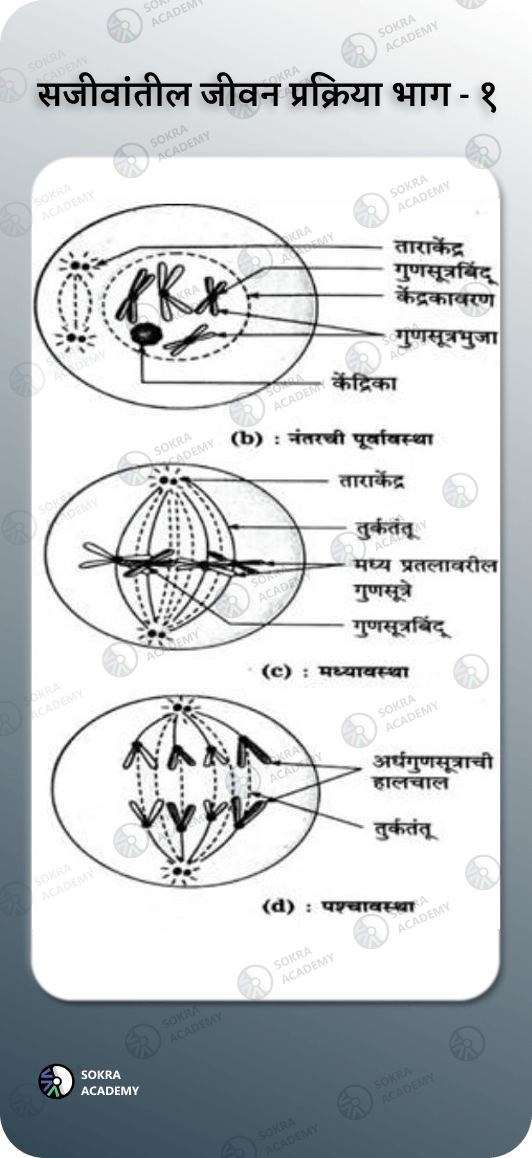 सजीवांतील जीवन प्रक्रिया भाग - १
ताराकेंद्र
गुणसूत्रबिंदू
केंद्रकावरण
गुणसूत्रभुजा
केंद्रिका
(b) : नंतरची पूर्वावस्था
ताराकेंद्र
तुर्कतंतू
मध्य प्रतलावरील
गुणसूत्रे
गुणसूत्रबिंदू
(c) : मध्यावस्था
अर्धगुणसूत्राची
हालचाल
तुर्कतंतू
(d) : पश्चावस्था
SOKRA
ACADEMY